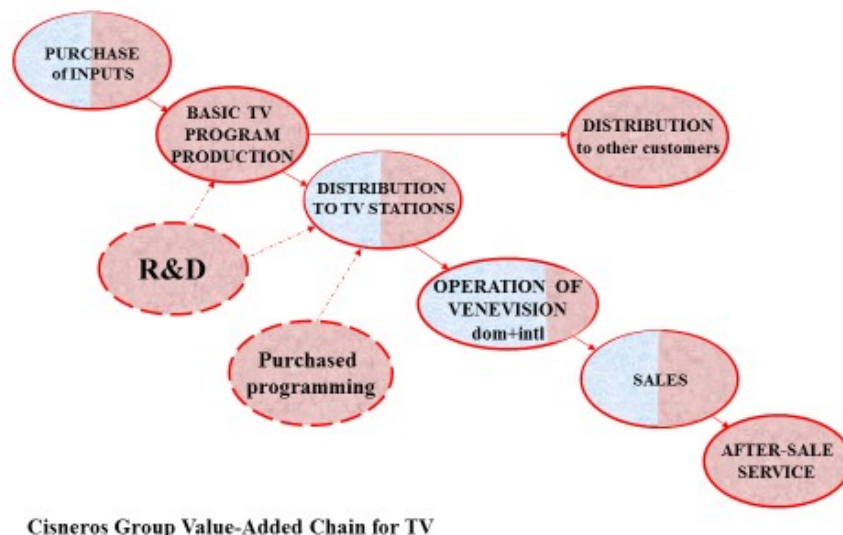 PURCHASE
of INPUTS
BASIC TV
PROGRAM
PRODUCTION
DISTRIBUTION
to other customers
DISTRIBUTION
TO TV STATIONS
R&D
OPERATION OF
VENEVISION
dom+intl
Purchased
programming
SALES
AFTER-SALE
SERVICE
Cisneros Group Value-Added Chain for TV